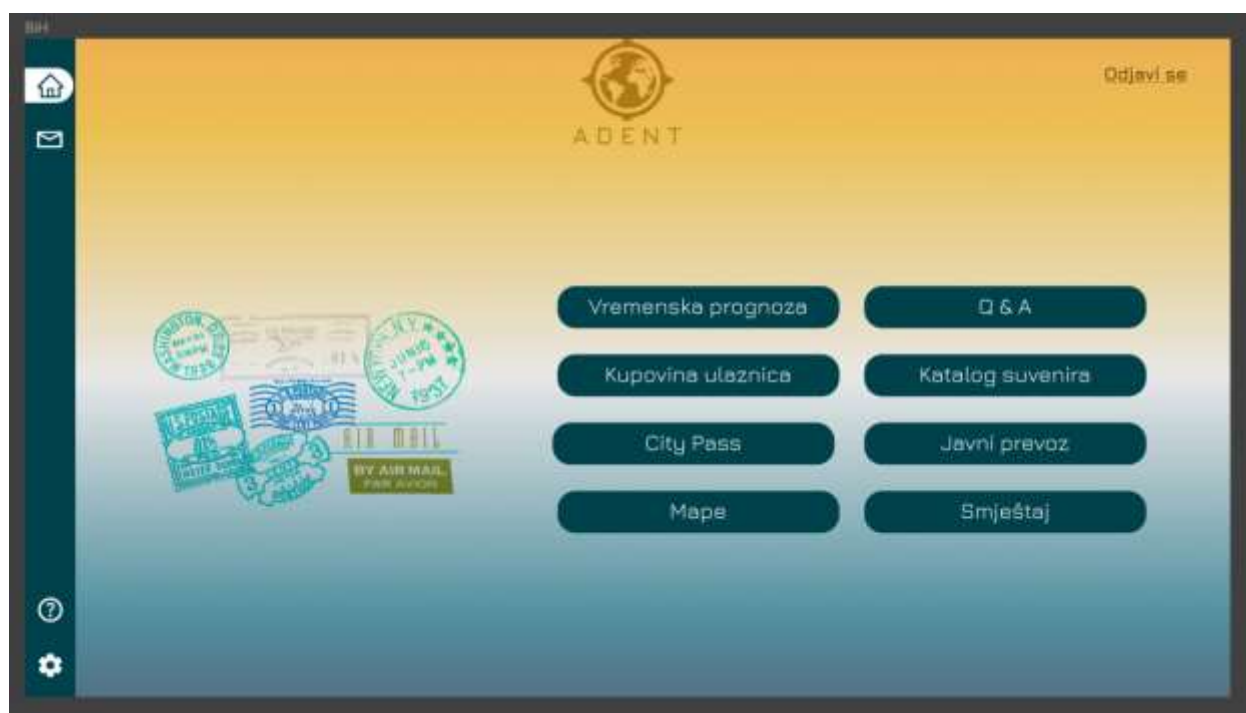 BiH
ADENT
Odjavi se
Vremenska prognoza
Q & A
Kupovina ulaznica
Katalog suvenira
City Pass
Javni prevoz
Mape
Smještaj
AIR MAIL
BY AIR MAIL
PAR AVION